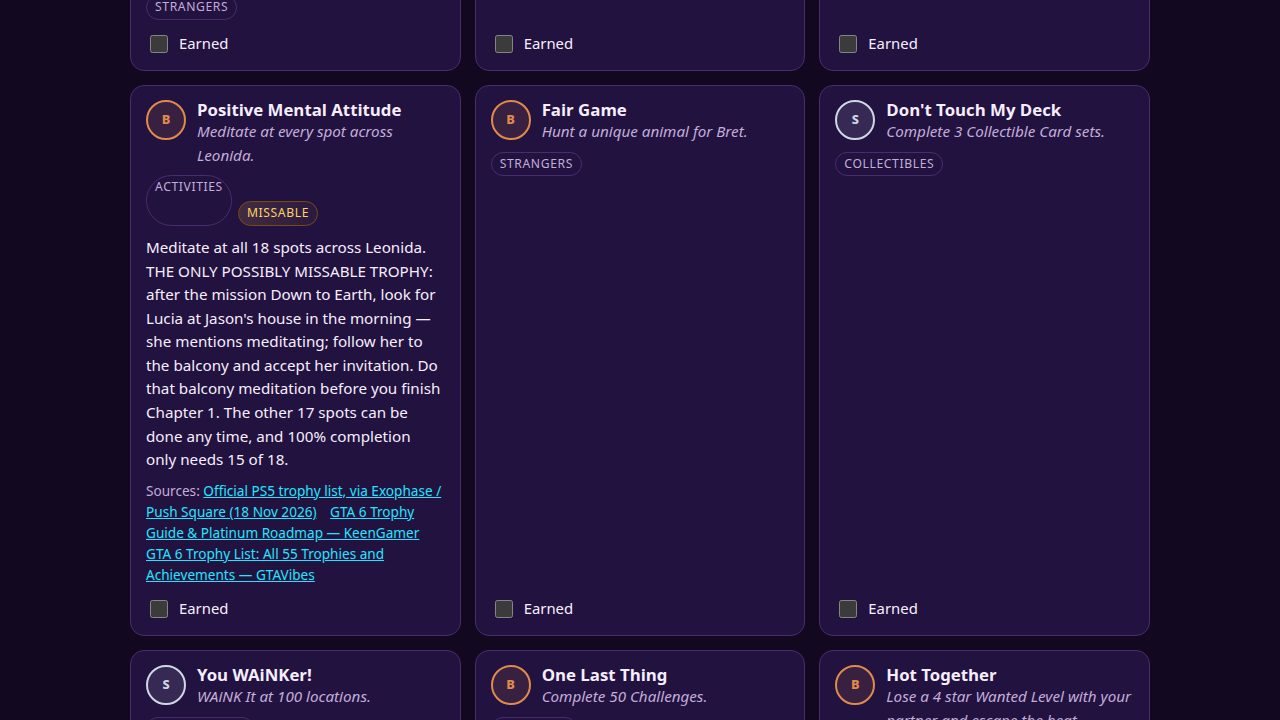 STRANGERS
Earned
Earned
Earned
B
Positive Mental Attitude
Meditate at every spot across
Leonida.
ACTIVITIES
MISSABLE
Meditate at all 18 spots across Leonida.
THE ONLY POSSIBLY MISSABLE TROPHY:
after the mission Down to Earth, look for
Lucia at Jason's house in the morning —
she mentions meditating; follow her to
the balcony and accept her invitation. Do
that balcony meditation before you finish
Chapter 1. The other 17 spots can be
done any time, and 100% completion
only needs 15 of 18.
Sources: Official PS5 trophy list, via Exophase /
Push Square (18 Nov 2026) GTA 6 Trophy
Guide & Platinum Roadmap — KeenGamer
GTA 6 Trophy List: All 55 Trophies and
Achievements — GTAVibes
Earned
B
Fair Game
Hunt a unique animal for Bret.
STRANGERS
Earned
S
Don't Touch My Deck
Complete 3 Collectible Card sets.
COLLECTIBLES
Earned
S
You WAiNKer!
WAINK It at 100 locations.
B
One Last Thing
Complete 50 Challenges.
B
Hot Together
Lose a 4 star Wanted Level with your
partner and escape the heat.